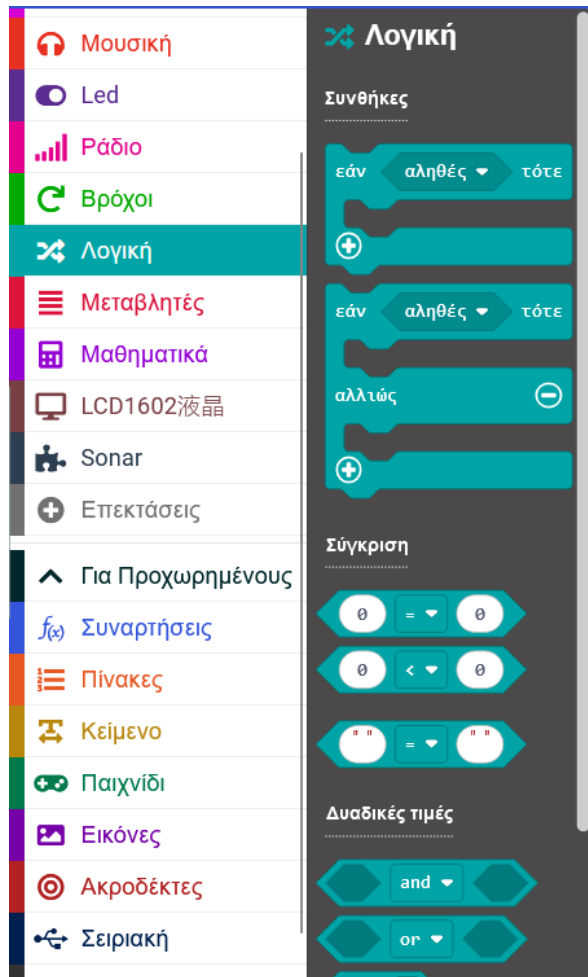 Μουσική
Led
Ράδιο
Βρόχοι
Λογική
Μεταβλητές
Μαθηματικά
LCD1602液晶
Sonar
Επεκτάσεις
Για Προχωρημένους
f(x) Συναρτήσεις
Πίνακες
Κείμενο
Παιχνίδι
Εικόνες
Ακροδέκτες
Σειριακή
Λογική
Συνθήκες
εάν αληθές τότε
εάν αληθές τότε
αλλιώς
Σύγκριση
0 = 0
0 < 0
" " = " "
Δυαδικές τιμές
and
or